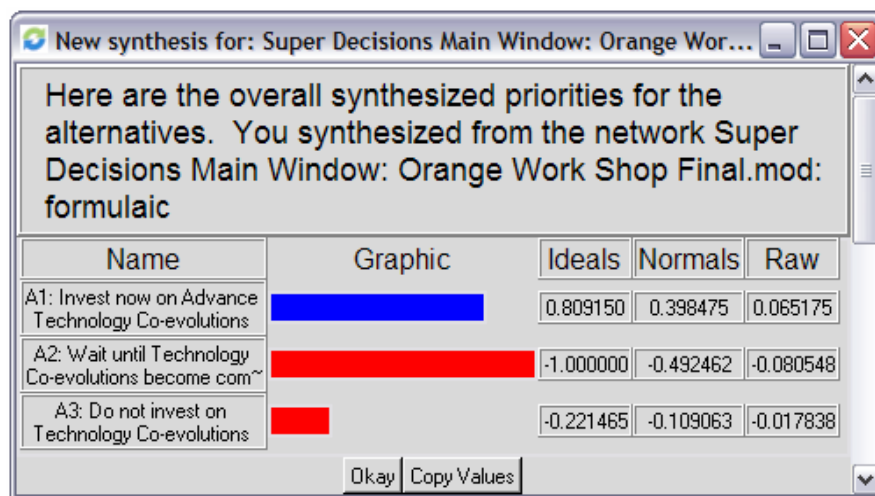 New synthesis for: Super Decisions Main Window: Orange Wor...
Here are the overall synthesized priorities for the
alternatives. You synthesized from the network Super
Decisions Main Window: Orange Work Shop Final.mod:
formulaic
Name Graphic Ideals Normals Raw
A1: Invest now on Advance
Technology Co-evolutions
0.809150 0.398475 0.065175
A2: Wait until Technology
Co-evolutions become com~
-1.000000 -0.492462 -0.080548
A3: Do not invest on
Technology Co-evolutions
-0.221465 -0.109063 -0.017838
Okay Copy Values